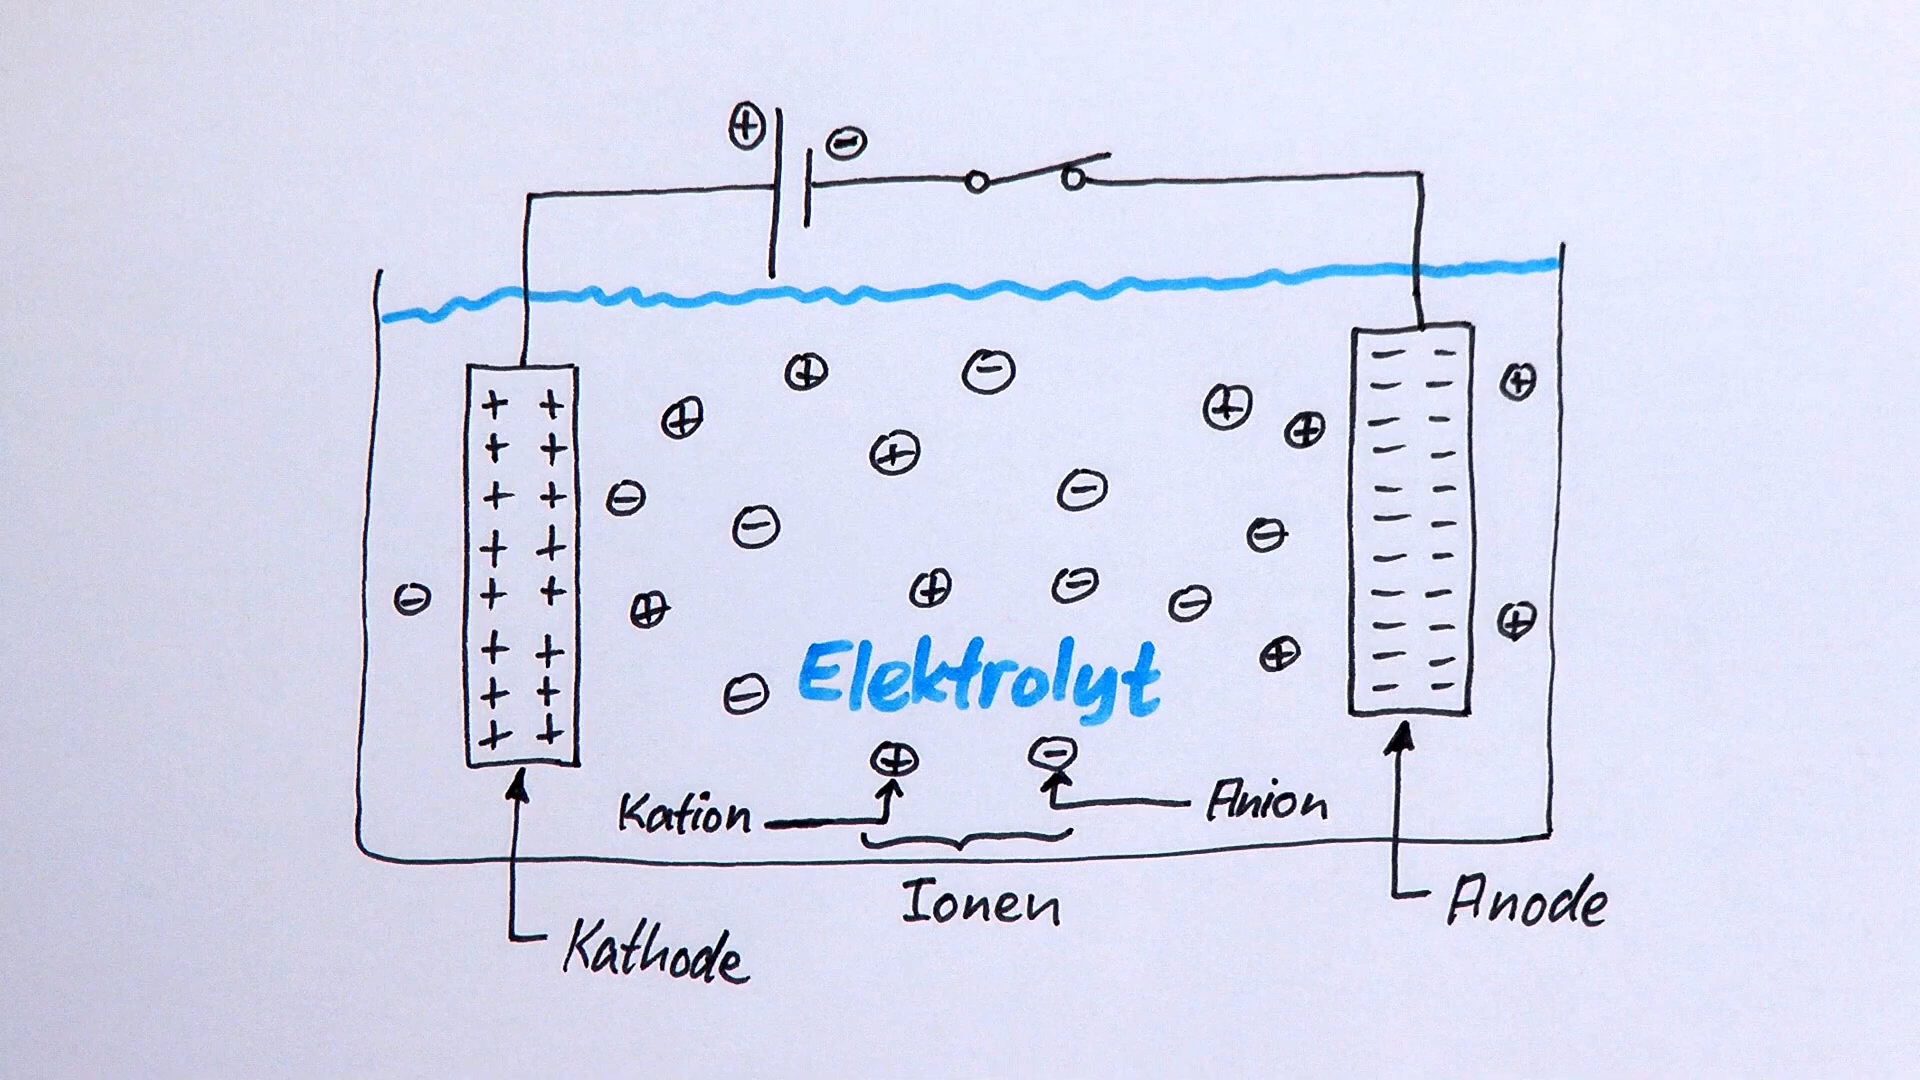 Elektrolyt
Kation
Anion
Ionen
Kathode
Anode